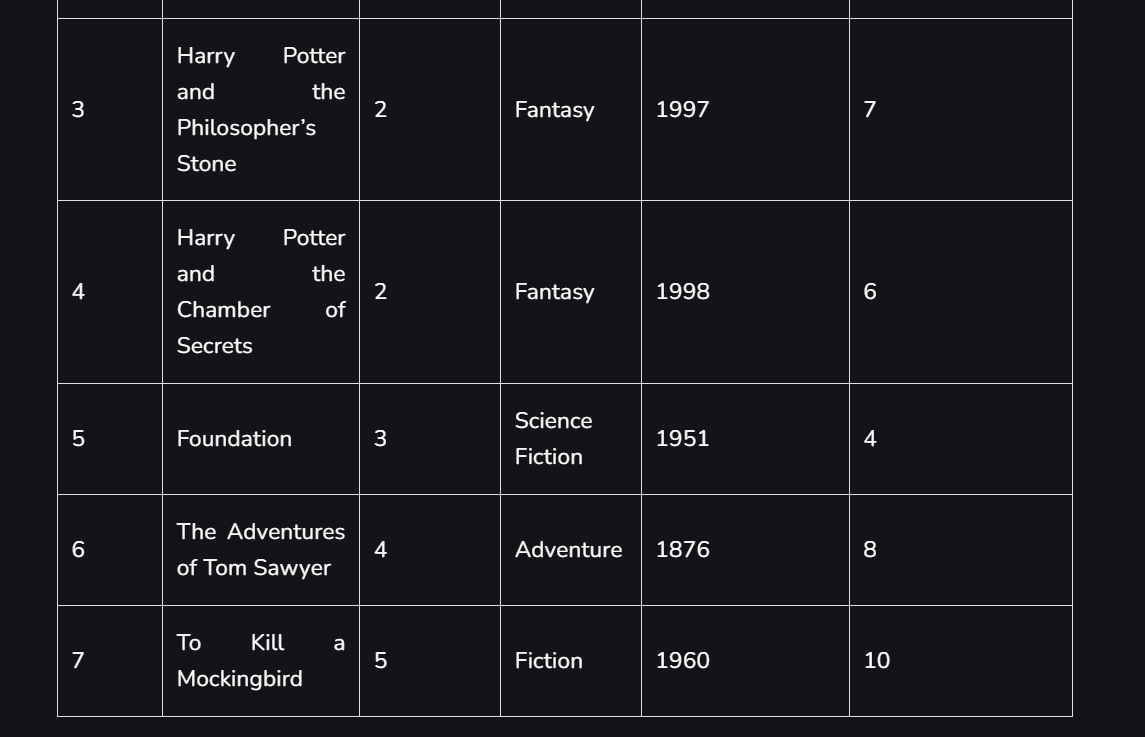 3 Harry Potter and the Philosopher’s Stone 2 Fantasy 1997 7
4 Harry Potter and the Chamber of Secrets 2 Fantasy 1998 6
5 Foundation 3 Science Fiction 1951 4
6 The Adventures of Tom Sawyer 4 Adventure 1876 8
7 To Kill a Mockingbird 5 Fiction 1960 10